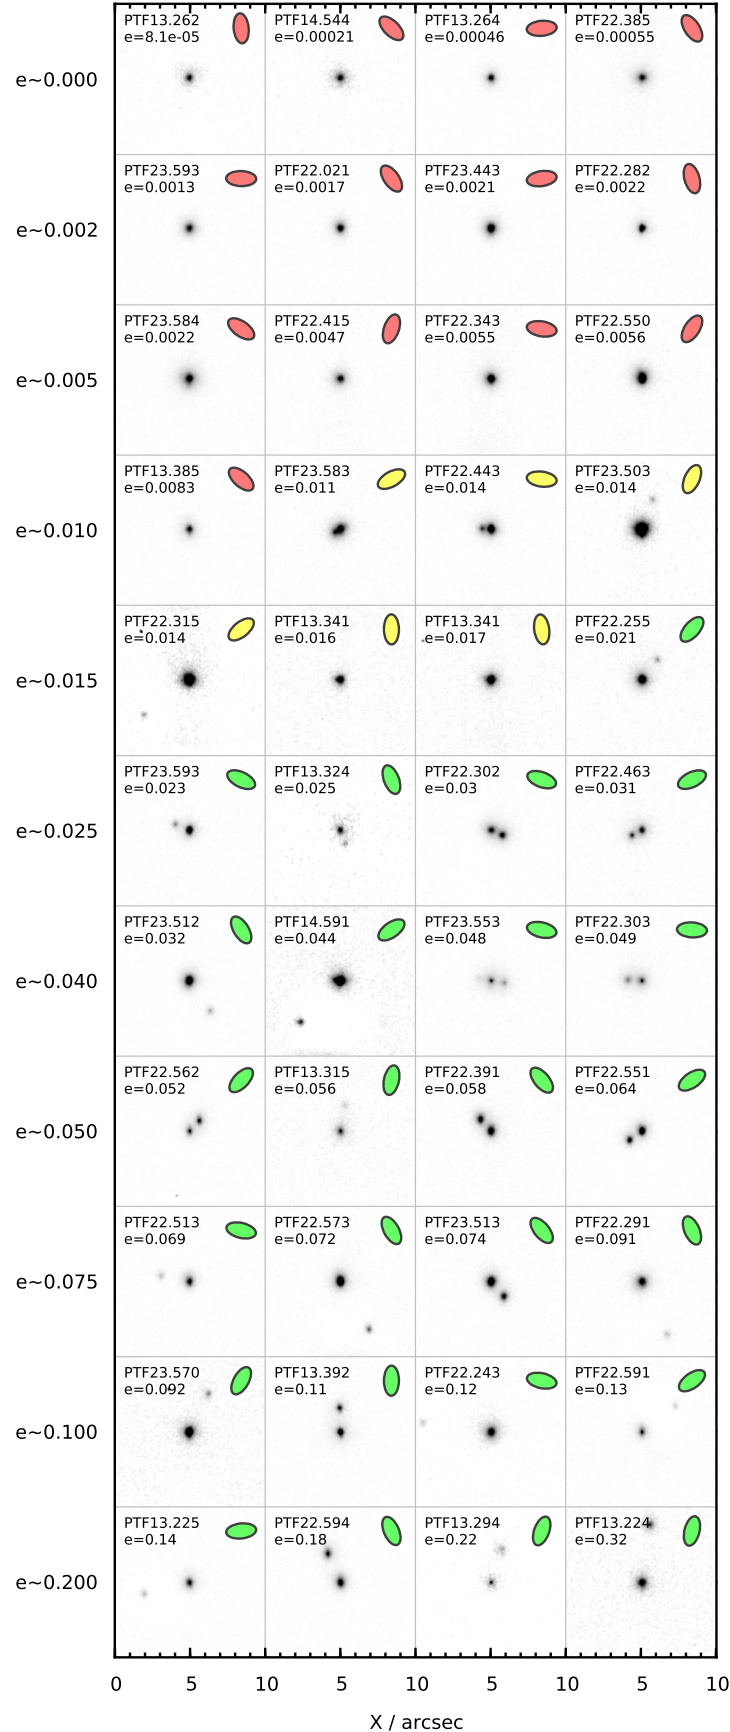 PTF13.262 PTF14.544 PTF13.264 PTF22.385
e=8.1e-05 e=0.00021 e=0.00046 e=0.00055
e~0.000
PTF23.593 PTF22.021 PTF23.443 PTF22.282
e=0.0013 e=0.0017 e=0.0021 e=0.0022
e~0.002
PTF23.584 PTF22.415 PTF22.343 PTF22.550
e=0.0022 e=0.0047 e=0.0055 e=0.0056
e~0.005
PTF13.385 PTF23.583 PTF22.443 PTF23.503
e=0.0083 e=0.011 e=0.014 e=0.014
e~0.010
PTF22.315 PTF13.341 PTF13.341 PTF22.255
e=0.014 e=0.016 e=0.017 e=0.021
e~0.015
PTF23.593 PTF13.324 PTF22.302 PTF22.463
e=0.023 e=0.025 e=0.03 e=0.031
e~0.025
PTF23.512 PTF14.591 PTF23.553 PTF22.303
e=0.032 e=0.044 e=0.048 e=0.049
e~0.040
PTF22.562 PTF13.315 PTF22.391 PTF22.551
e=0.052 e=0.056 e=0.058 e=0.064
e~0.050
PTF22.513 PTF22.573 PTF23.513 PTF22.291
e=0.069 e=0.072 e=0.074 e=0.091
e~0.075
PTF23.570 PTF13.392 PTF22.243 PTF22.591
e=0.092 e=0.11 e=0.12 e=0.13
e~0.100
PTF13.225 PTF22.594 PTF13.294 PTF13.224
e=0.14 e=0.18 e=0.22 e=0.32
e~0.200
0 5 10 5 10 5 10 5 10
X / arcsec